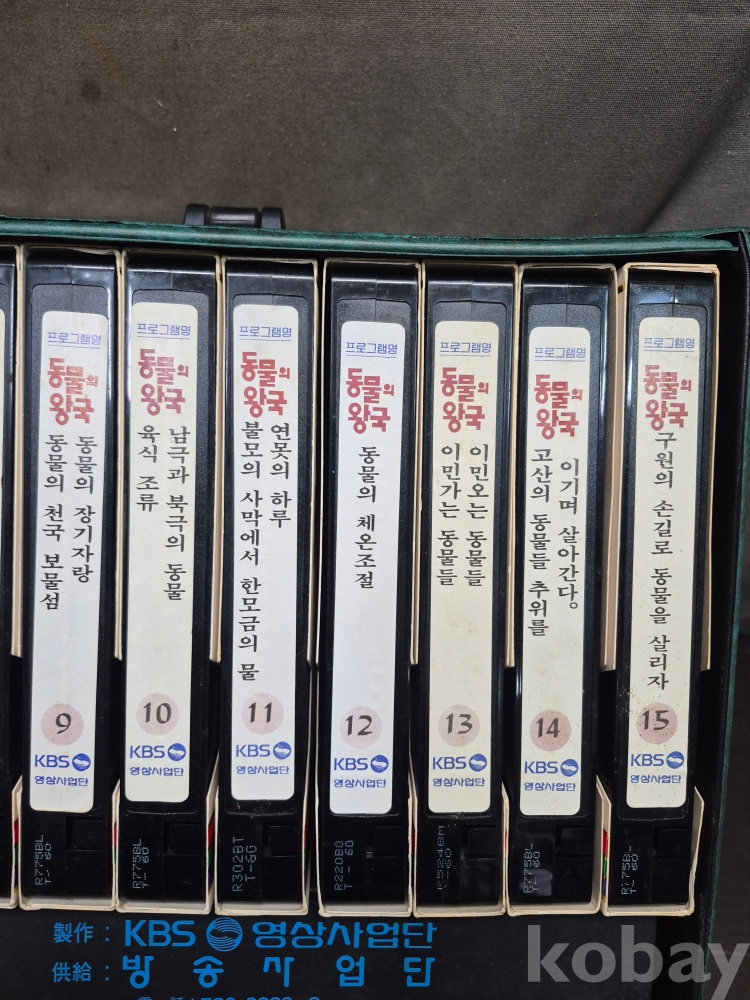 프로그램명
동물의
왕국
동물의 장기자랑
동물의 천국 보물섬
9
KBS
영상사업단
R775BL
T-60
프로그램명
동물의
왕국
남극과 북극의 동물
육식 조류
10
KBS
영상사업단
R775BL
T-60
프로그램명
동물의
왕국
연못의 하루
불모의 사막에서 한모금의 물
11
KBS
영상사업단
R302BT
T-60
프로그램명
동물의
왕국
동물의 체온조절
12
KBS
영상사업단
R220BO
T-60
프로그램명
동물의
왕국
이민오는 동물들
이민가는 동물들
13
KBS
영상사업단
프로그램명
동물의
왕국
이기며 살아간다。
고산의 동물들 추위를
14
KBS
영상사업단
R775BL
T-60
프로그램명
동물의
왕국
구원의 손길로 동물을 살리자
15
KBS
영상사업단
製作 : KBS 영상사업단
供給 : 방송사업단
kobay